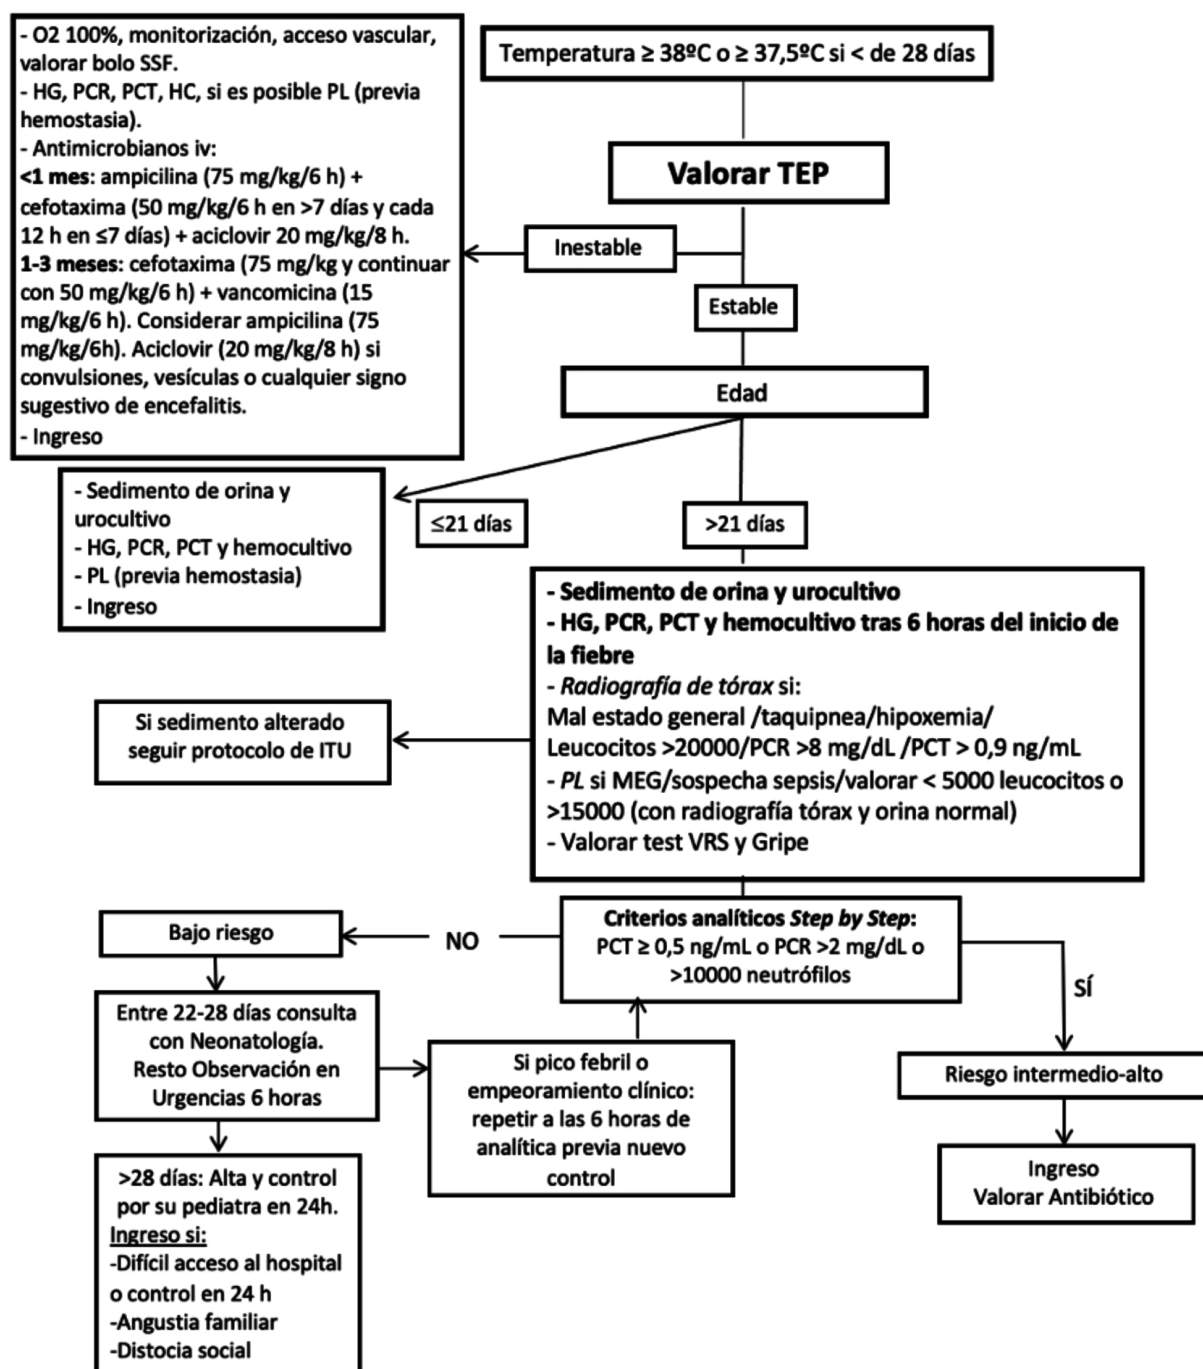 Temperatura ≥ 38ºC o ≥ 37,5ºC si < de 28 días
Valorar TEP
Inestable
- O2 100%, monitorización, acceso vascular,
valorar bolo SSF.
- HG, PCR, PCT, HC, si es posible PL (previa
hemostasia).
- Antimicrobianos iv:
<1 mes: ampicilina (75 mg/kg/6 h) +
cefotaxima (50 mg/kg/6 h en >7 días y cada
12 h en ≤7 días) + aciclovir 20 mg/kg/8 h.
1-3 meses: cefotaxima (75 mg/kg y continuar
con 50 mg/kg/6 h) + vancomicina (15
mg/kg/6 h). Considerar ampicilina (75
mg/kg/6h). Aciclovir (20 mg/kg/8 h) si
convulsiones, vesículas o cualquier signo
sugestivo de encefalitis.
- Ingreso
Estable
Edad
≤21 días
- Sedimento de orina y
urocultivo
- HG, PCR, PCT y hemocultivo
- PL (previa hemostasia)
- Ingreso
>21 días
- Sedimento de orina y urocultivo
- HG, PCR, PCT y hemocultivo tras 6 horas del inicio de
la fiebre
- Radiografía de tórax si:
Mal estado general /taquipnea/hipoxemia/
Leucocitos >20000/PCR >8 mg/dL /PCT > 0,9 ng/mL
- PL si MEG/sospecha sepsis/valorar < 5000 leucocitos o
>15000 (con radiografía tórax y orina normal)
- Valorar test VRS y Gripe
Si sedimento alterado
seguir protocolo de ITU
Criterios analíticos Step by Step:
PCT ≥ 0,5 ng/mL o PCR >2 mg/dL o
>10000 neutrófilos
NO
Bajo riesgo
Entre 22-28 días consulta
con Neonatología.
Resto Observación en
Urgencias 6 horas
Si pico febril o
empeoramiento clínico:
repetir a las 6 horas de
analítica previa nuevo
control
>28 días: Alta y control
por su pediatra en 24h.
Ingreso si:
-Difícil acceso al hospital
o control en 24 h
-Angustia familiar
-Distocia social
SÍ
Riesgo intermedio-alto
Ingreso
Valorar Antibiótico